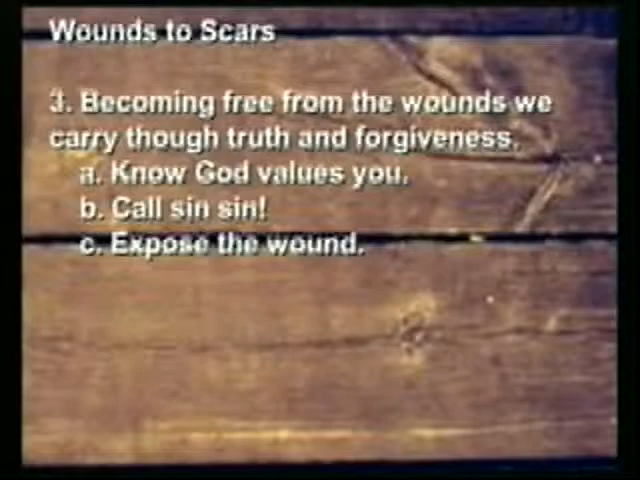 Wounds to Scars
3. Becoming free from the wounds we
carry though truth and forgiveness.
a. Know God values you.
b. Call sin sin!
c. Expose the wound.